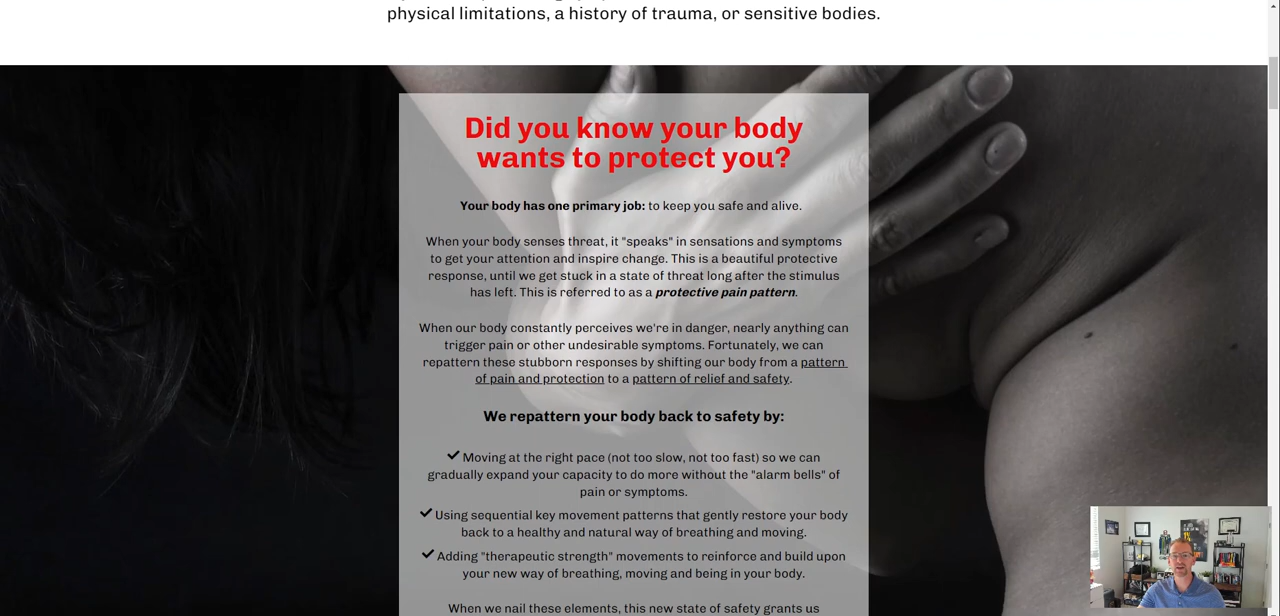 physical limitations, a history of trauma, or sensitive bodies.
Did you know your body
wants to protect you?
Your body has one primary job: to keep you safe and alive.
When your body senses threat, it "speaks" in sensations and symptoms
to get your attention and inspire change. This is a beautiful protective
response, until we get stuck in a state of threat long after the stimulus
has left. This is referred to as a protective pain pattern.
When our body constantly perceives we're in danger, nearly anything can
trigger pain or other undesirable symptoms. Fortunately, we can
repattern these stubborn responses by shifting our body from a pattern
of pain and protection to a pattern of relief and safety.
We repattern your body back to safety by:
Moving at the right pace (not too slow, not too fast) so we can
gradually expand your capacity to do more without the "alarm bells" of
pain or symptoms.
Using sequential key movement patterns that gently restore your body
back to a healthy and natural way of breathing and moving.
Adding "therapeutic strength" movements to reinforce and build upon
your new way of breathing, moving and being in your body.
When we nail these elements, this new state of safety grants us